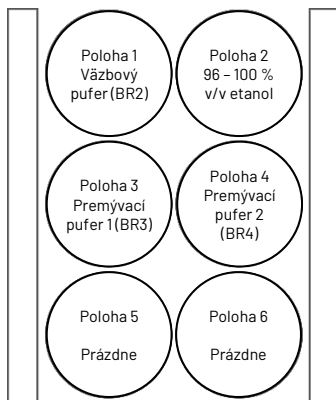 Poloha 1
Väzbový
pufer (BR2)
Poloha 2
96 – 100 %
v/v etanol
Poloha 3
Premývací
pufer 1 (BR3)
Poloha 4
Premývací
pufer 2
(BR4)
Poloha 5
Prázdne
Poloha 6
Prázdne